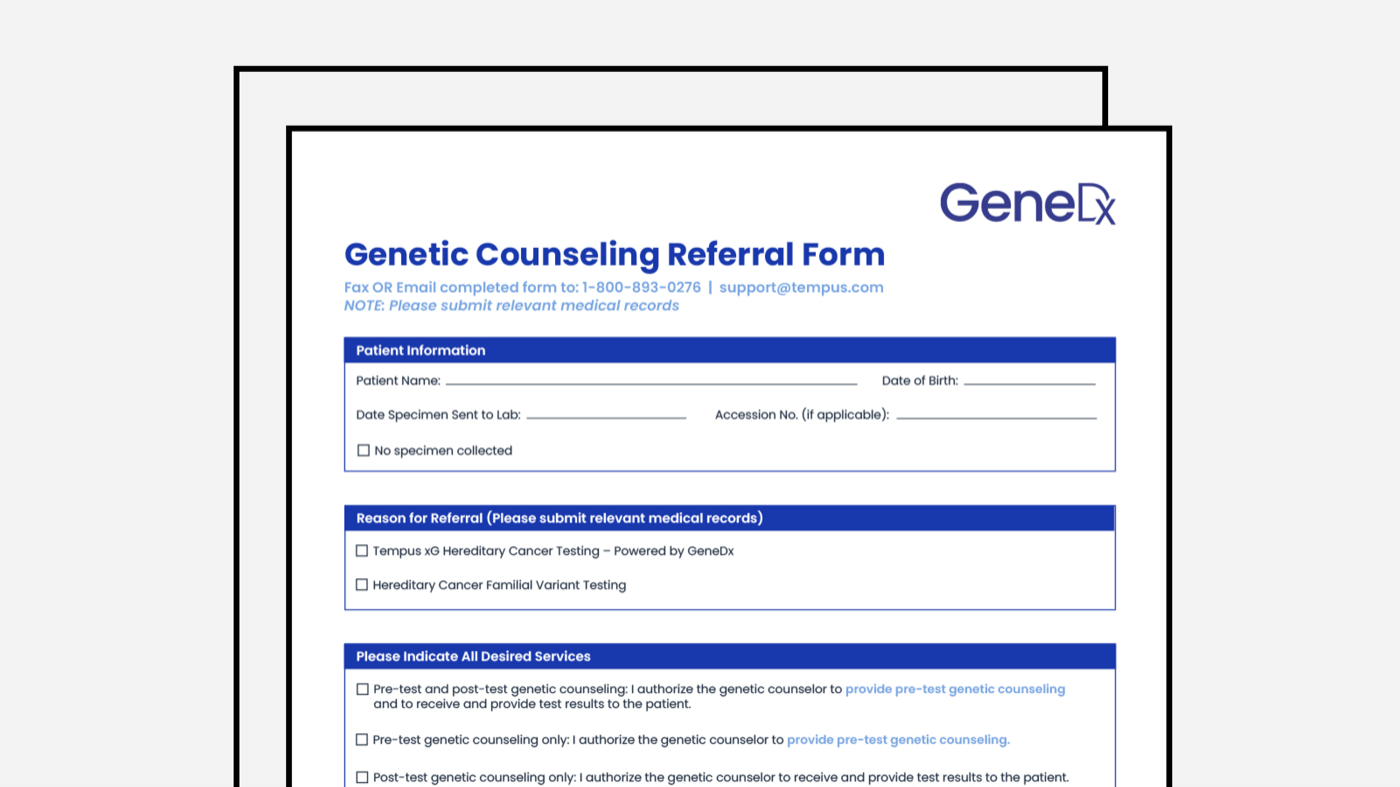 GeneDx
Genetic Counseling Referral Form
Fax OR Email completed form to: 1-800-893-0276 | support@tempus.com
NOTE: Please submit relevant medical records
Patient Information
Patient Name: Date of Birth:
Date Specimen Sent to Lab: Accession No. (if applicable):
No specimen collected
Reason for Referral (Please submit relevant medical records)
Tempus xG Hereditary Cancer Testing – Powered by GeneDx
Hereditary Cancer Familial Variant Testing
Please Indicate All Desired Services
Pre-test and post-test genetic counseling: I authorize the genetic counselor to provide pre-test genetic counseling
and to receive and provide test results to the patient.
Pre-test genetic counseling only: I authorize the genetic counselor to provide pre-test genetic counseling.
Post-test genetic counseling only: I authorize the genetic counselor to receive and provide test results to the patient.